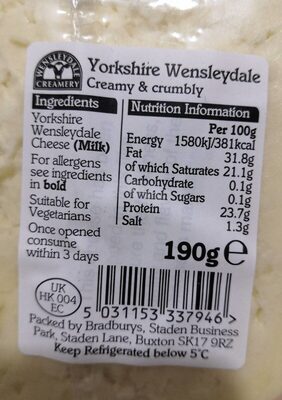 WENSLEYDALE
CREAMERY
Yorkshire Wensleydale
Creamy & crumbly
Ingredients
Yorkshire
Wensleydale
Cheese (Milk)
For allergens
see ingredients
in bold
Suitable for
Vegetarians
Once opened
consume
within 3 days
Nutrition Information
Per 100g
Energy 1580kJ/381kcal
Fat 31.8g
of which Saturates 21.1g
Carbohydrate 0.1g
of which Sugars 0.1g
Protein 23.7g
Salt 1.3g
190g e
UK
HK 004
EC
5 031153 337946 >
Packed by Bradburys, Staden Business
Park, Staden Lane, Buxton SK17 9RZ
Keep Refrigerated below 5°C